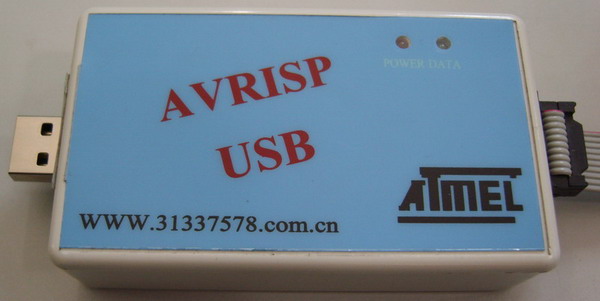 POWER DATA
AVRISP
USB
ATMEL
WWW.31337578.com.cn